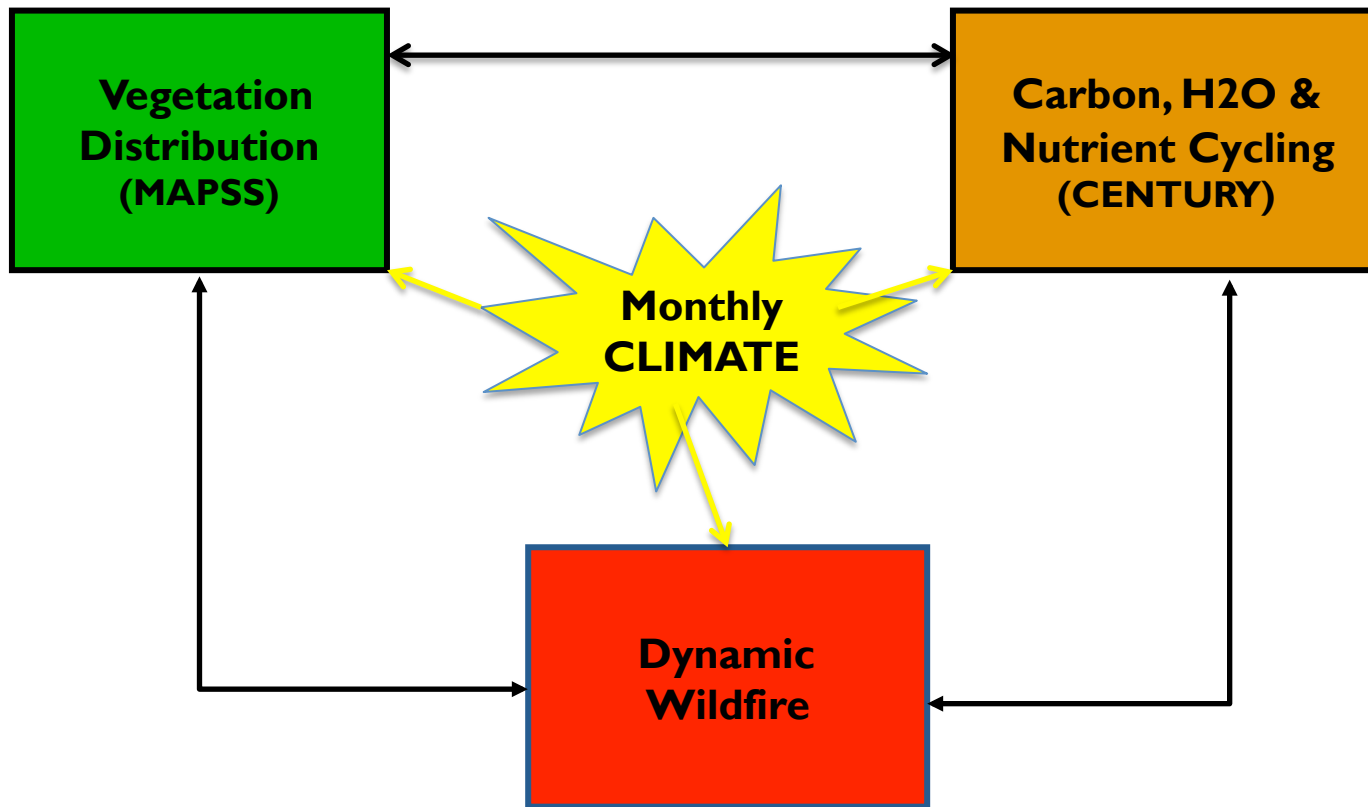 Vegetation
Distribution
(MAPSS)
Carbon, H2O &
Nutrient Cycling
(CENTURY)
Monthly
CLIMATE
Dynamic
Wildfire